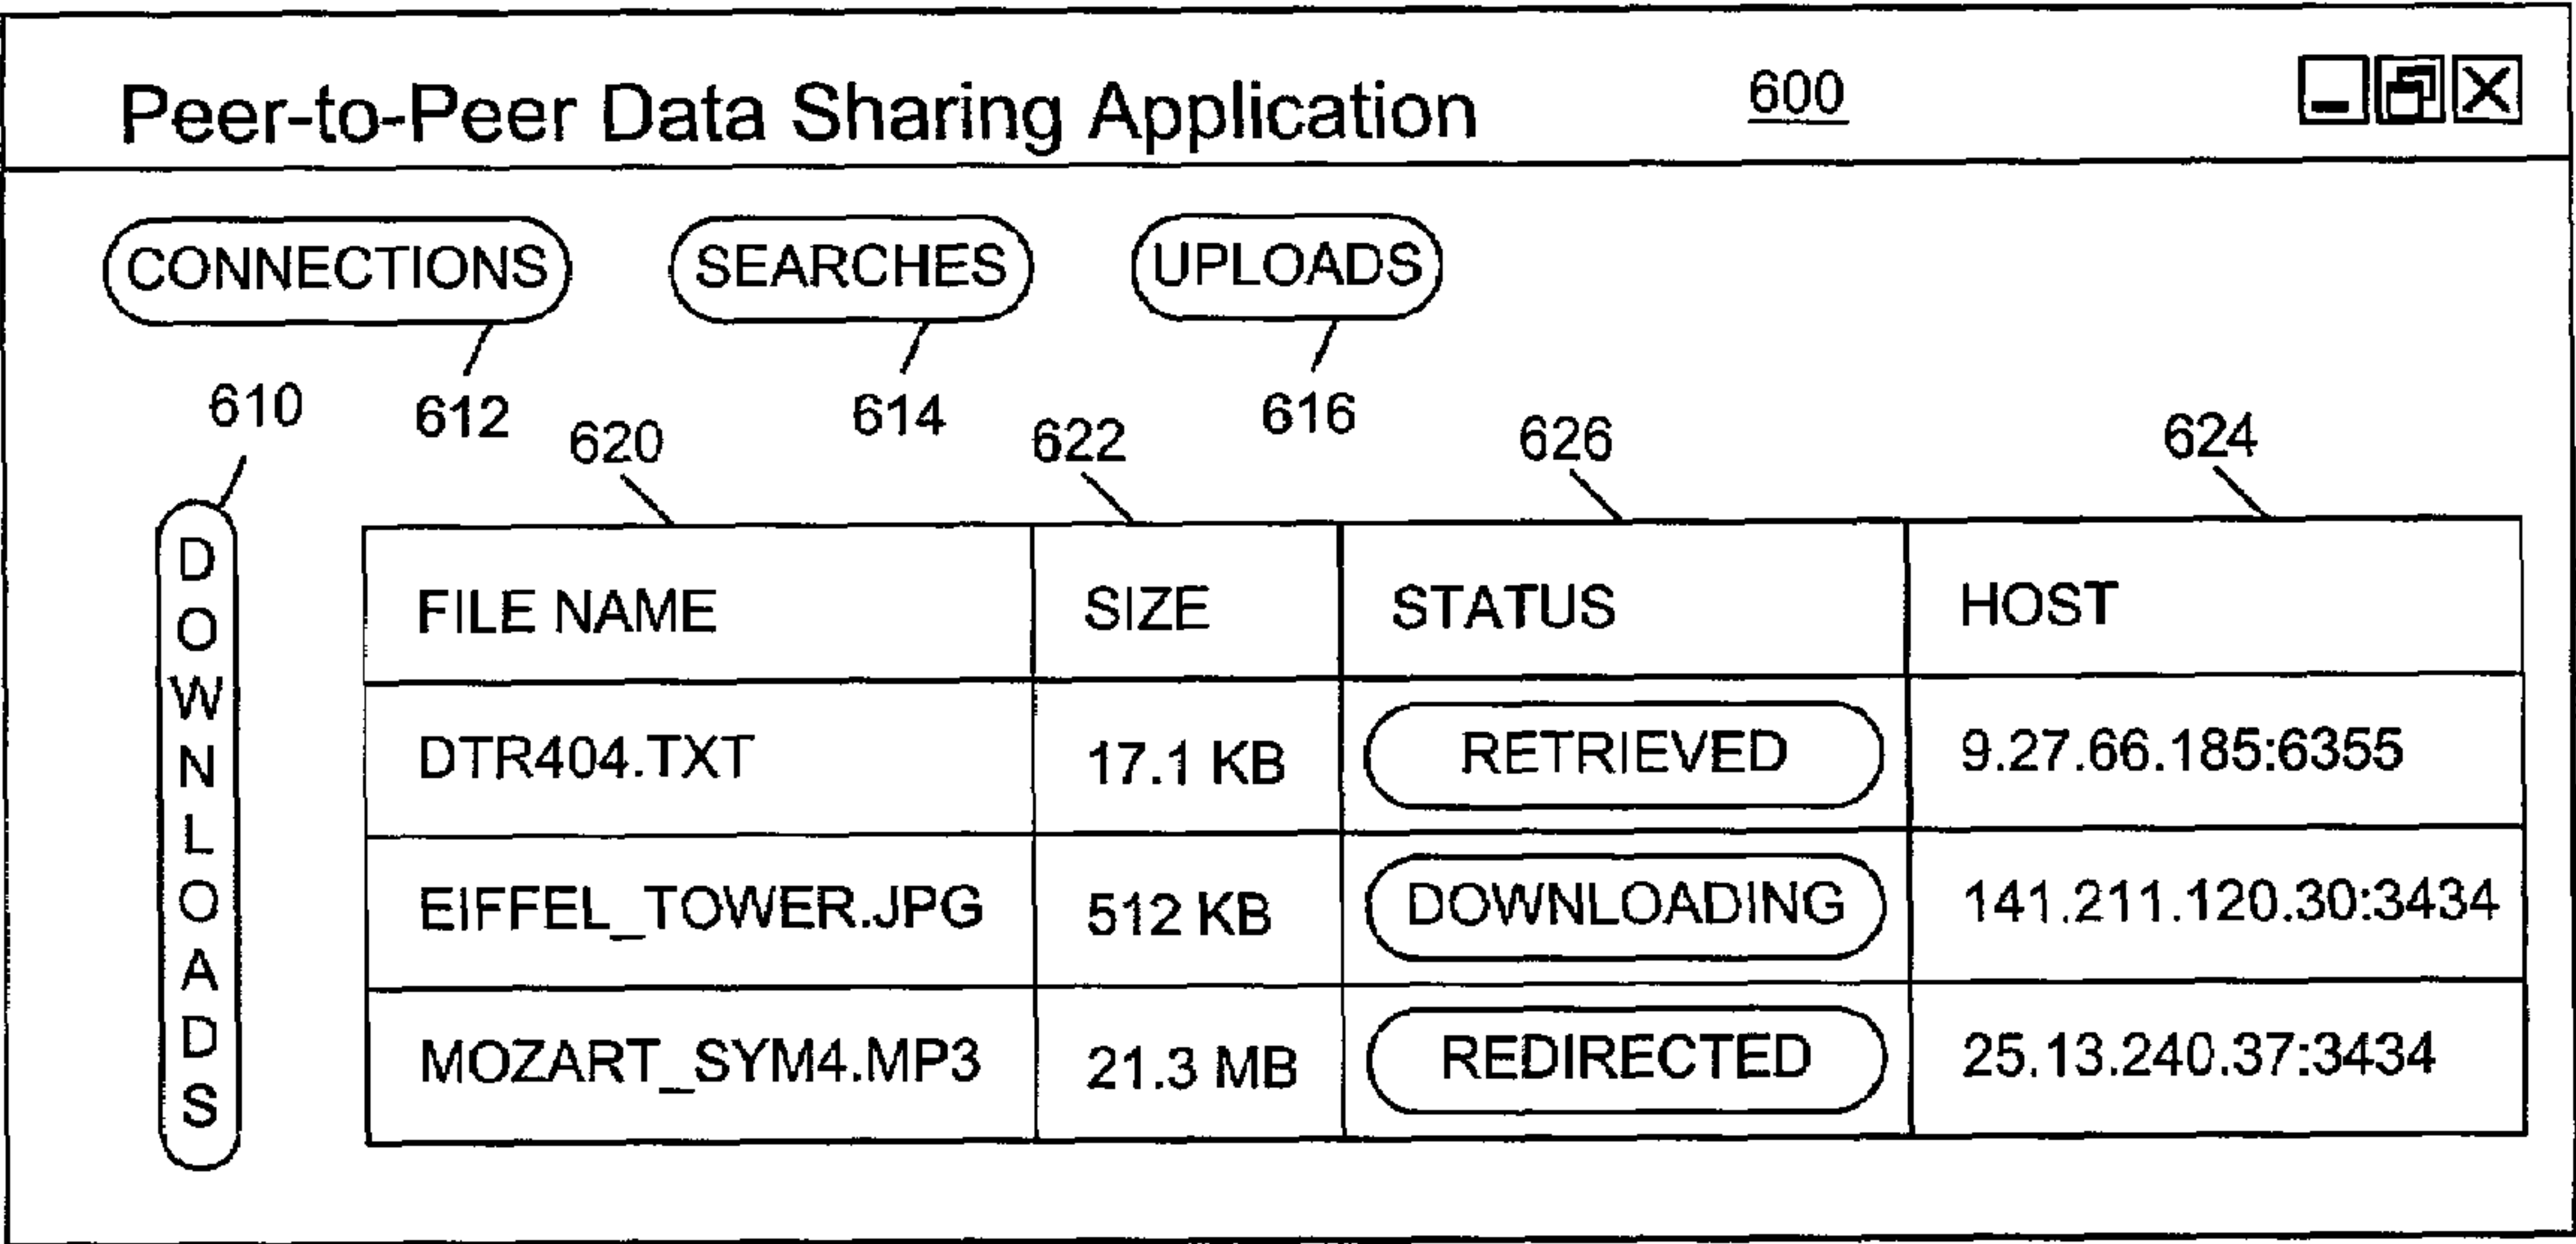 Peer-to-Peer Data Sharing Application 600
CONNECTIONS SEARCHES UPLOADS
610 612 614 616
620 622 626 624
DOWNLOADS
FILE NAME SIZE STATUS HOST
DTR404.TXT 17.1 KB RETRIEVED 9.27.66.185:6355
EIFFEL_TOWER.JPG 512 KB DOWNLOADING 141.211.120.30:3434
MOZART_SYM4.MP3 21.3 MB REDIRECTED 25.13.240.37:3434